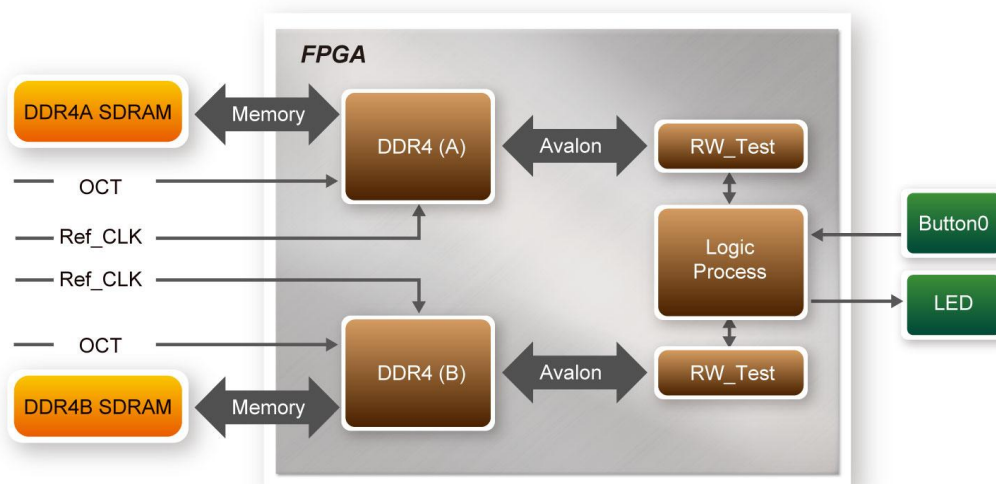 FPGA
DDR4A SDRAM
Memory
DDR4 (A)
Avalon
RW_Test
OCT
Ref_CLK
Logic
Process
Button0
Ref_CLK
LED
OCT
DDR4B SDRAM
Memory
DDR4 (B)
Avalon
RW_Test